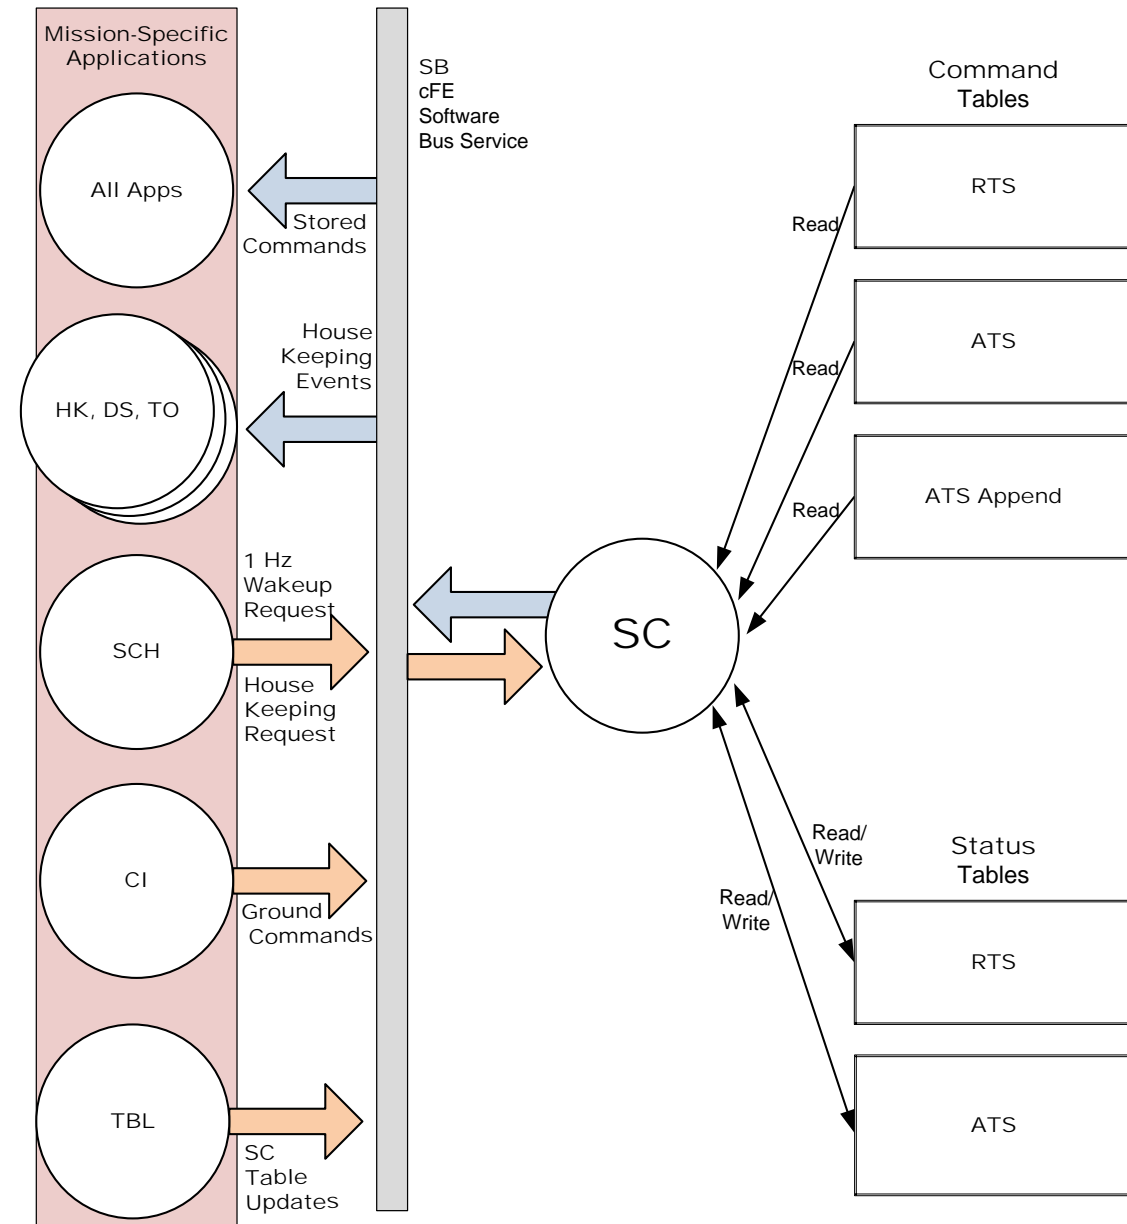 Mission-Specific
Applications
All Apps
Stored
Commands
House
Keeping
Events
HK, DS, TO
1 Hz
Wakeup
Request
SCH
House
Keeping
Request
CI
Ground
Commands
TBL
SC
Table
Updates
SB
cFE
Software
Bus Service
SC
Command
Tables
RTS
Read
ATS
Read
ATS Append
Read
Status
Tables
Read/
Write
RTS
Read/
Write
ATS